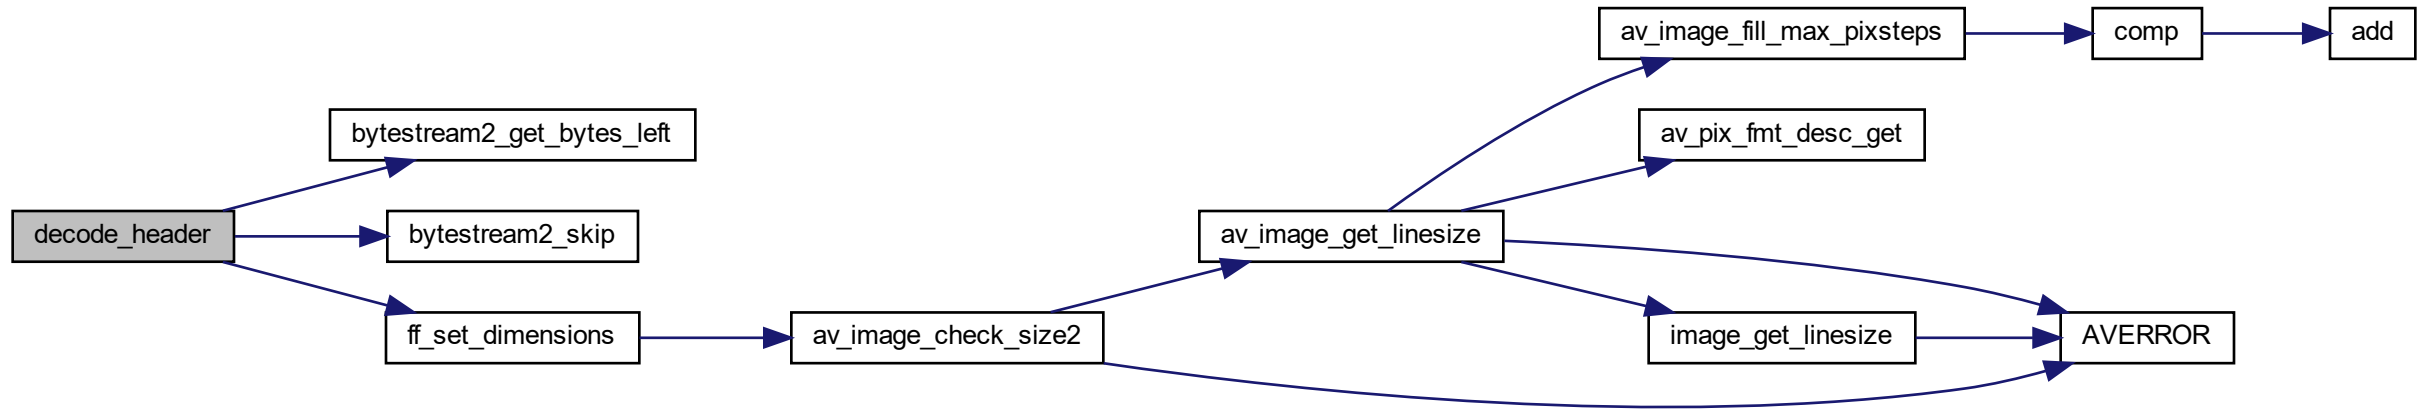 av_image_fill_max_pixsteps
comp
add
bytestream2_get_bytes_left
av_pix_fmt_desc_get
decode_header
bytestream2_skip
av_image_get_linesize
ff_set_dimensions
av_image_check_size2
image_get_linesize
AVERROR